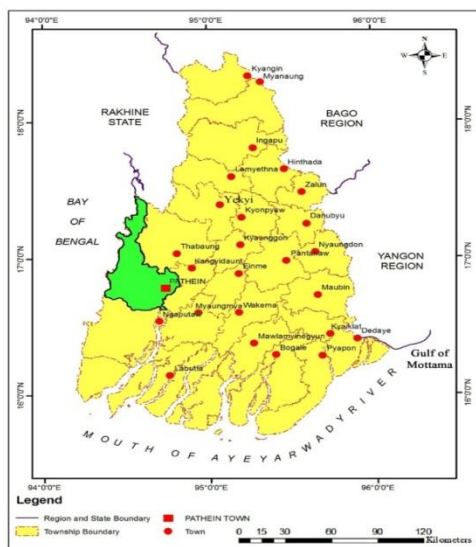 94°0'0"E
95°0'0"E
96°0'0"E
N
W
E
S
Kyangin
Myanaung
RAKHINE
STATE
BAGO
REGION
18°0'0"N
18°0'0"N
Ingapu
Hinthada
Lemyethna
Zalun
Yekyi
BAY
OF
BENGAL
Kyonpyaw
Danubyu
Kyaunggon
Nyaungdon
17°0'0"N
17°0'0"N
Thabaung
Pantanaw
YANGON
REGION
Kangyidaunt
Einme
PATHEIN
Maubin
Myaungmya
Wakema
Ngaputaw
Kyaiklat
Dedaye
Mawlamyinegyun
Bogale
Pyapon
Gulf of
Mottama
Labutta
16°0'0"N
16°0'0"N
MOUTH OF AYEYARWADY RIVER
94°0'0"E
95°0'0"E
96°0'0"E
Legend
Region and State Boundary
PATHEIN TOWN
Township Boundary
Town
0 15 30 60 90 120
Kilometers